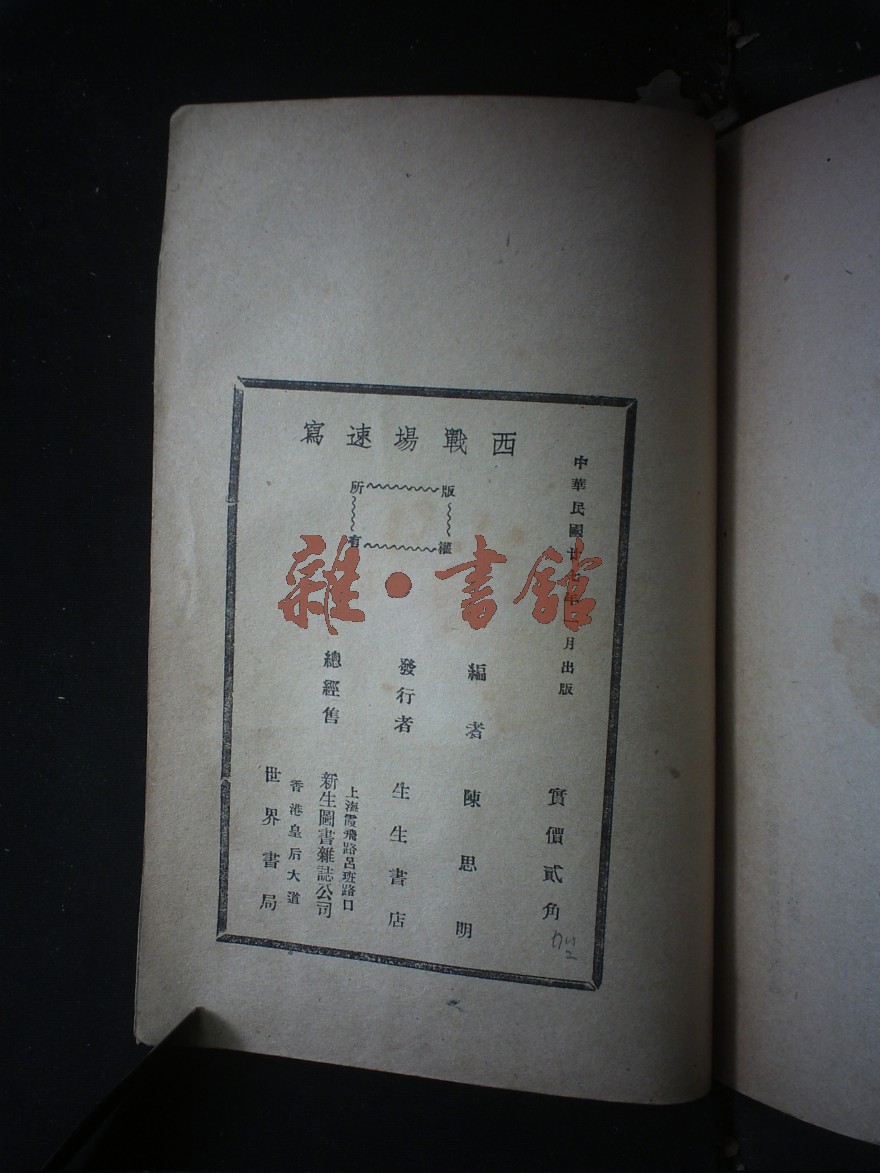 西戰場速寫
中華民國廿七年一月出版
實價貳角
版權所有
編者 陳思明
發行者 生生書店
總經售
上海霞飛路呂班路口
新生圖書雜誌公司
香港皇后大道
世界書局
雜·書館